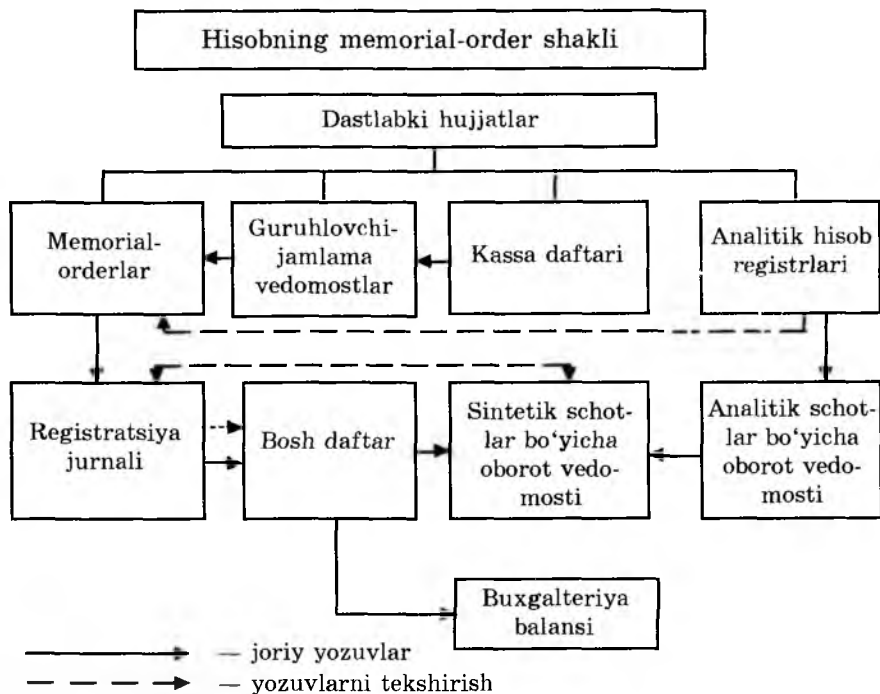 Hisobning memorial-order shakli
Dastlabki hujjatlar
Memorial-
orderlar
Guruhlovchi-
jamlama
vedomostlar
Kassa daftari
Analitik hisob
registrlari
Registratsiya
jurnali
Bosh daftar
Sintetik schot-
lar bo‘yicha
oborot vedo-
mosti
Analitik schot-
lar bo‘yicha
oborot vedo-
mosti
Buxgalteriya
balansi
— joriy yozuvlar
— yozuvlarni tekshirish